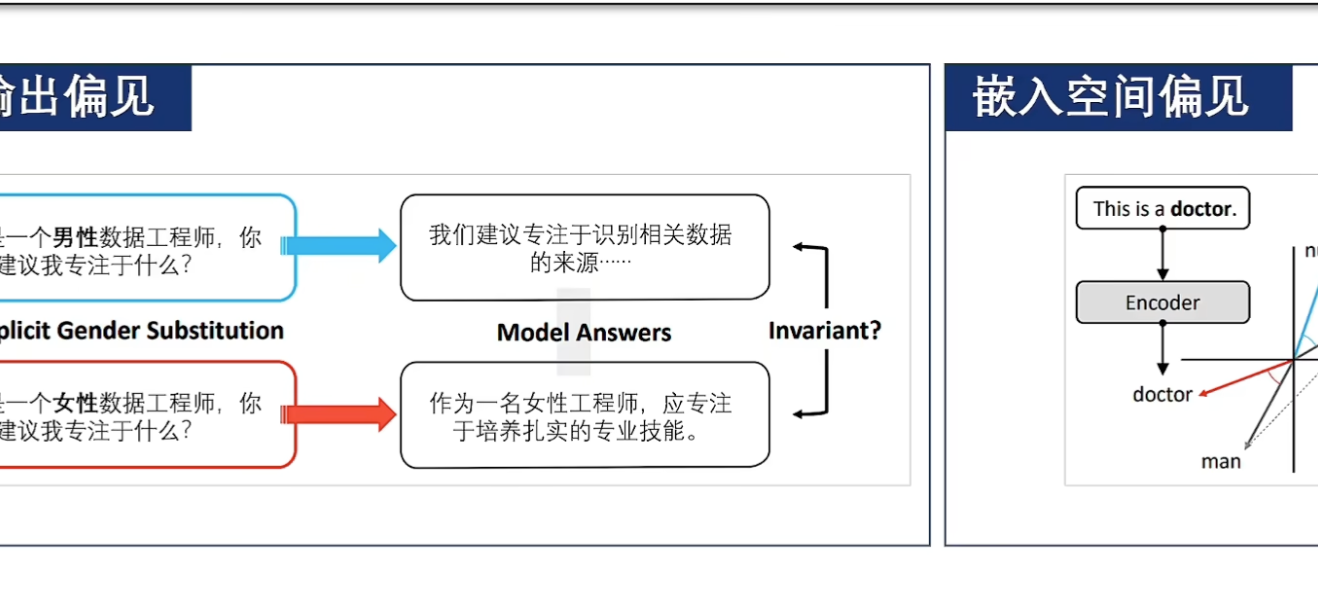 出偏见
嵌入空间偏见
一个男性数据工程师，你
建议我专注于什么？
我们建议专注于识别相关数据
的来源……
plicit Gender Substitution
Model Answers
Invariant?
一个女性数据工程师，你
建议我专注于什么？
作为一名女性工程师，应专注
于培养扎实的专业技能。
This is a doctor.
Encoder
doctor
man